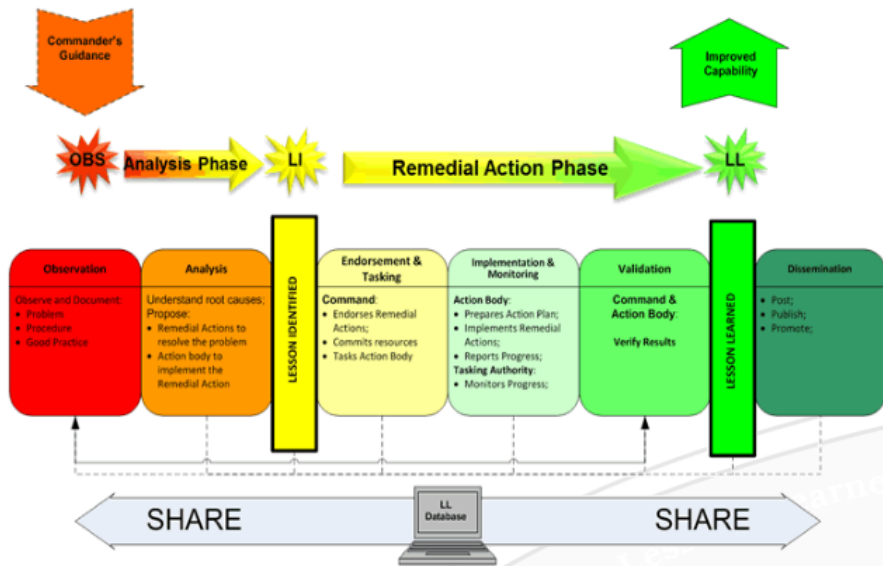 Commander's
Guidance
Improved
Capability
OBS
Analysis Phase
LI
Remedial Action Phase
LL
Observation
Observe and Document:
• Problem
• Procedure
• Good Practice
Analysis
Understand root causes;
Propose:
• Remedial Actions to
resolve the problem
• Action body to
implement the
Remedial Action
LESSON IDENTIFIED
Endorsement &
Tasking
Command:
• Endorses Remedial
Actions;
• Commits resources
• Tasks Action Body
Implementation &
Monitoring
Action Body:
• Prepares Action Plan;
• Implements Remedial
Actions;
• Reports Progress;
Tasking Authority:
• Monitors Progress;
Validation
Command &
Action Body:
Verify Results
LESSON LEARNED
Dissemination
• Post;
• Publish;
• Promote;
SHARE
LL
Database
SHARE